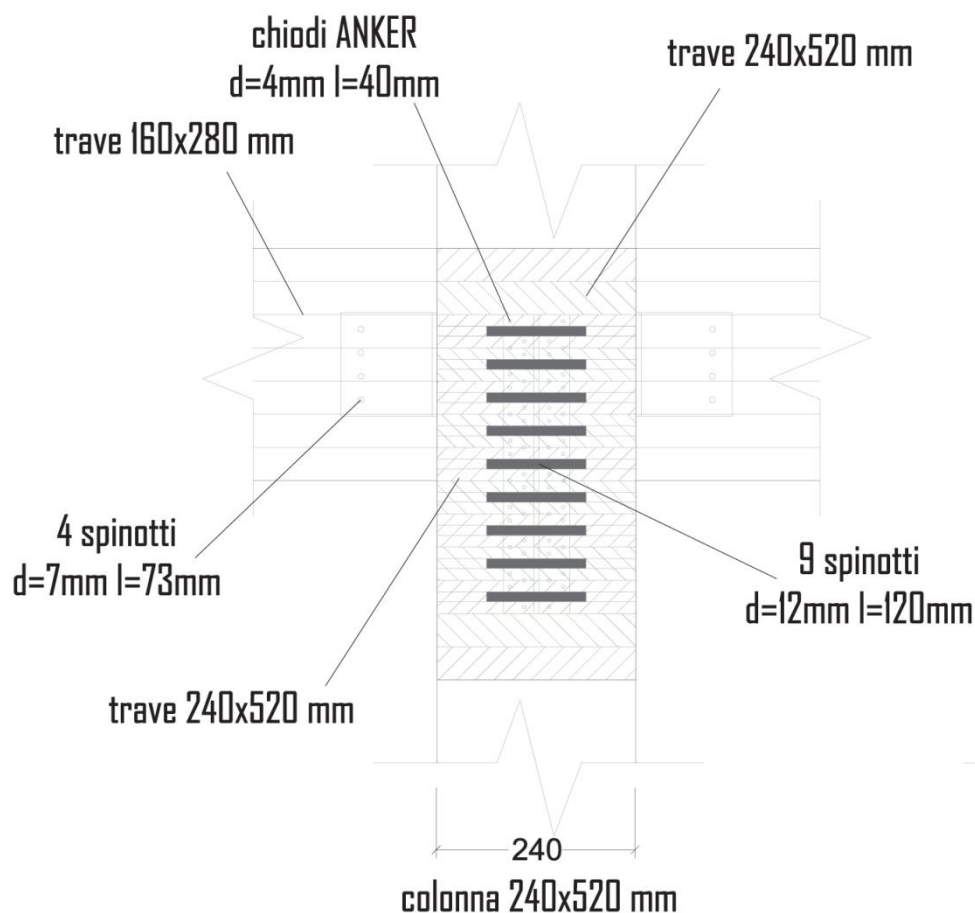 chiodi ANKER
d=4mm l=40mm
trave 240x520 mm
trave 160x280 mm
4 spinotti
d=7mm l=73mm
9 spinotti
d=12mm l=120mm
trave 240x520 mm
240
colonna 240x520 mm